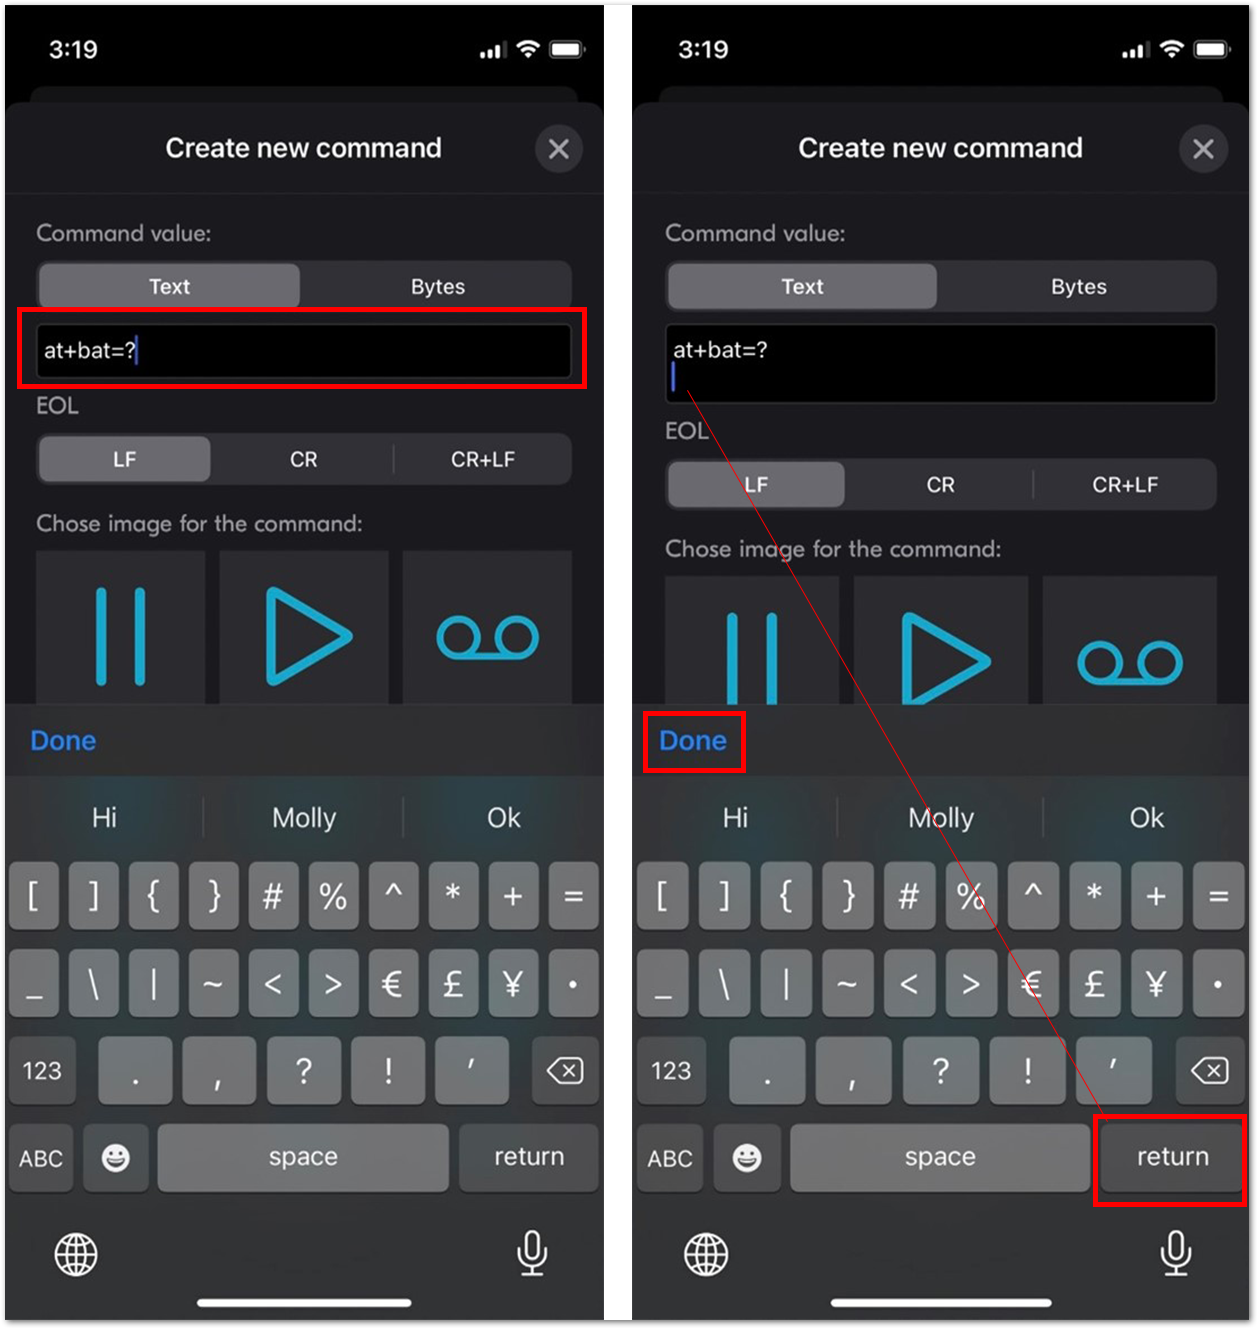 3:19
Create new command
Command value:
Text Bytes
at+bat=?
EOL
LF CR CR+LF
Chose image for the command:
Done
Hi Molly Ok
[ ] { } # % ^ * + =
_ \ | ~ < > € £ ¥ •
123 . , ? ! ’
ABC space return
3:19
Create new command
Command value:
Text Bytes
at+bat=?
EOL
LF CR CR+LF
Chose image for the command:
Done
Hi Molly Ok
[ ] { } # % ^ * + =
_ \ | ~ < > € £ ¥ •
123 . , ? ! ’
ABC space return